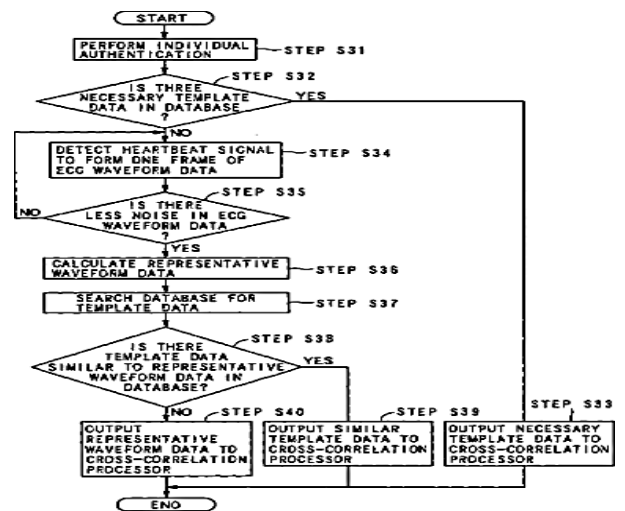 START
PERFORM INDIVIDUAL
AUTHENTICATION
STEP S31
STEP S32
IS THREE
NECESSARY TEMPLATE
DATA IN DATABASE
?
YES
NO
DETECT HEARTBEAT SIGNAL
TO FORM ONE FRAME OF
ECG WAVEFORM DATA
STEP S34
STEP S35
IS THERE
LESS NOISE IN ECG
WAVEFORM DATA
?
NO
YES
CALCULATE REPRESENTATIVE
WAVEFORM DATA
STEP S36
SEARCH DATABASE FOR
TEMPLATE DATA
STEP S37
STEP S38
IS THERE
TEMPLATE DATA
SIMILAR TO REPRESENTATIVE
WAVEFORM DATA IN
DATABASE?
YES
NO
STEP S40
OUTPUT
REPRESENTATIVE
WAVEFORM DATA TO
CROSS-CORRELATION
PROCESSOR
STEP S39
OUTPUT SIMILAR
TEMPLATE DATA TO
CROSS-CORRELATION
PROCESSOR
STEP S33
OUTPUT NECESSARY
TEMPLATE DATA TO
CROSS-CORRELATION
PROCESSOR
END